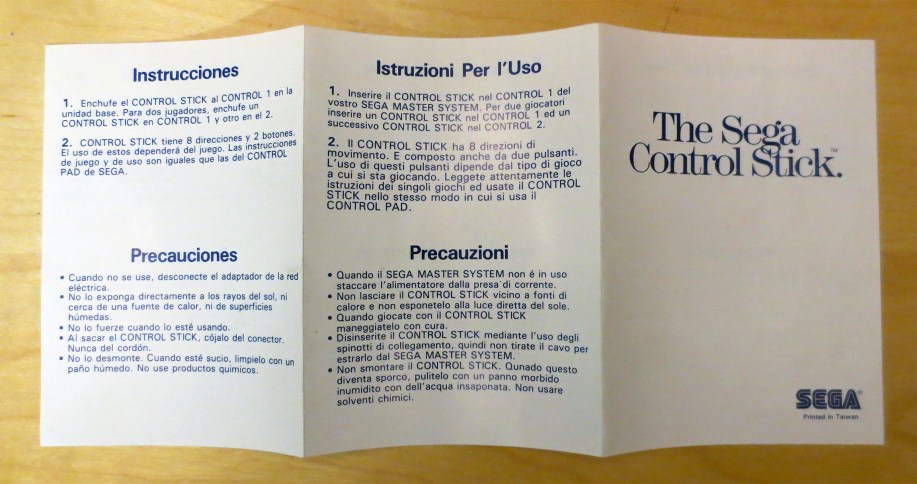 Instrucciones
1. Enchufe el CONTROL STICK al CONTROL 1 en la
unidad base. Para dos jugadores, enchufe un
CONTROL STICK en CONTROL 1 y otro en el 2.
2. CONTROL STICK tiene 8 direcciones y 2 botones.
El uso de estos dependerá del juego. Las instrucciones
de juego y de uso son iguales que las del CONTROL
PAD de SEGA.
Precauciones
• Cuando no se use, desconecte el adaptador de la red
eléctrica.
• No lo exponga directamente a los rayos del sol, ni
cerca de una fuente de calor, ni de superficies
húmedas.
• No lo fuerze cuando lo esté usando.
• Al sacar el CONTROL STICK, cójalo del conector.
Nunca del cordón.
• No lo desmonte. Cuando esté sucio, limpielo con un
paño húmedo. No use productos quimicos.
Istruzioni Per l'Uso
1. Inserire il CONTROL STICK nel CONTROL 1 del
vostro SEGA MASTER SYSTEM. Per due giocatori
inserire un CONTROL STICK nel CONTROL 1 ed un
successivo CONTROL STICK nel CONTROL 2.
2. Il CONTROL STICK ha 8 direzioni di
movimento. E composto anche da due pulsanti.
L'uso di questi pulsanti dipende dal tipo di gioco
a cui si sta giocando. Leggete attentamente le
istruzioni dei singoli giochi ed usate il CONTROL
STICK nello stesso modo in cui si usa il
CONTROL PAD.
Precauzioni
• Quando il SEGA MASTER SYSTEM non é in uso
staccare l'alimentatore dalla presa di corrente.
• Non lasciare il CONTROL STICK vicino a fonti di
calore e non esponetelo alla luce diretta del sole.
• Quando giocate con il CONTROL STICK
maneggiatelo con cura.
• Disinserite il CONTROL STICK mediante l'uso degli
spinotti di collegamento, quindi non tirate il cavo per
estrarlo dal SEGA MASTER SYSTEM.
• Non smontare il CONTROL STICK. Qunado questo
diventa sporco, pulitelo con un panno morbido
inumidito con dell'acqua insaponata. Non usare
solventi chimici.
The Sega
Control Stick.™
SEGA®
Printed in Taiwan